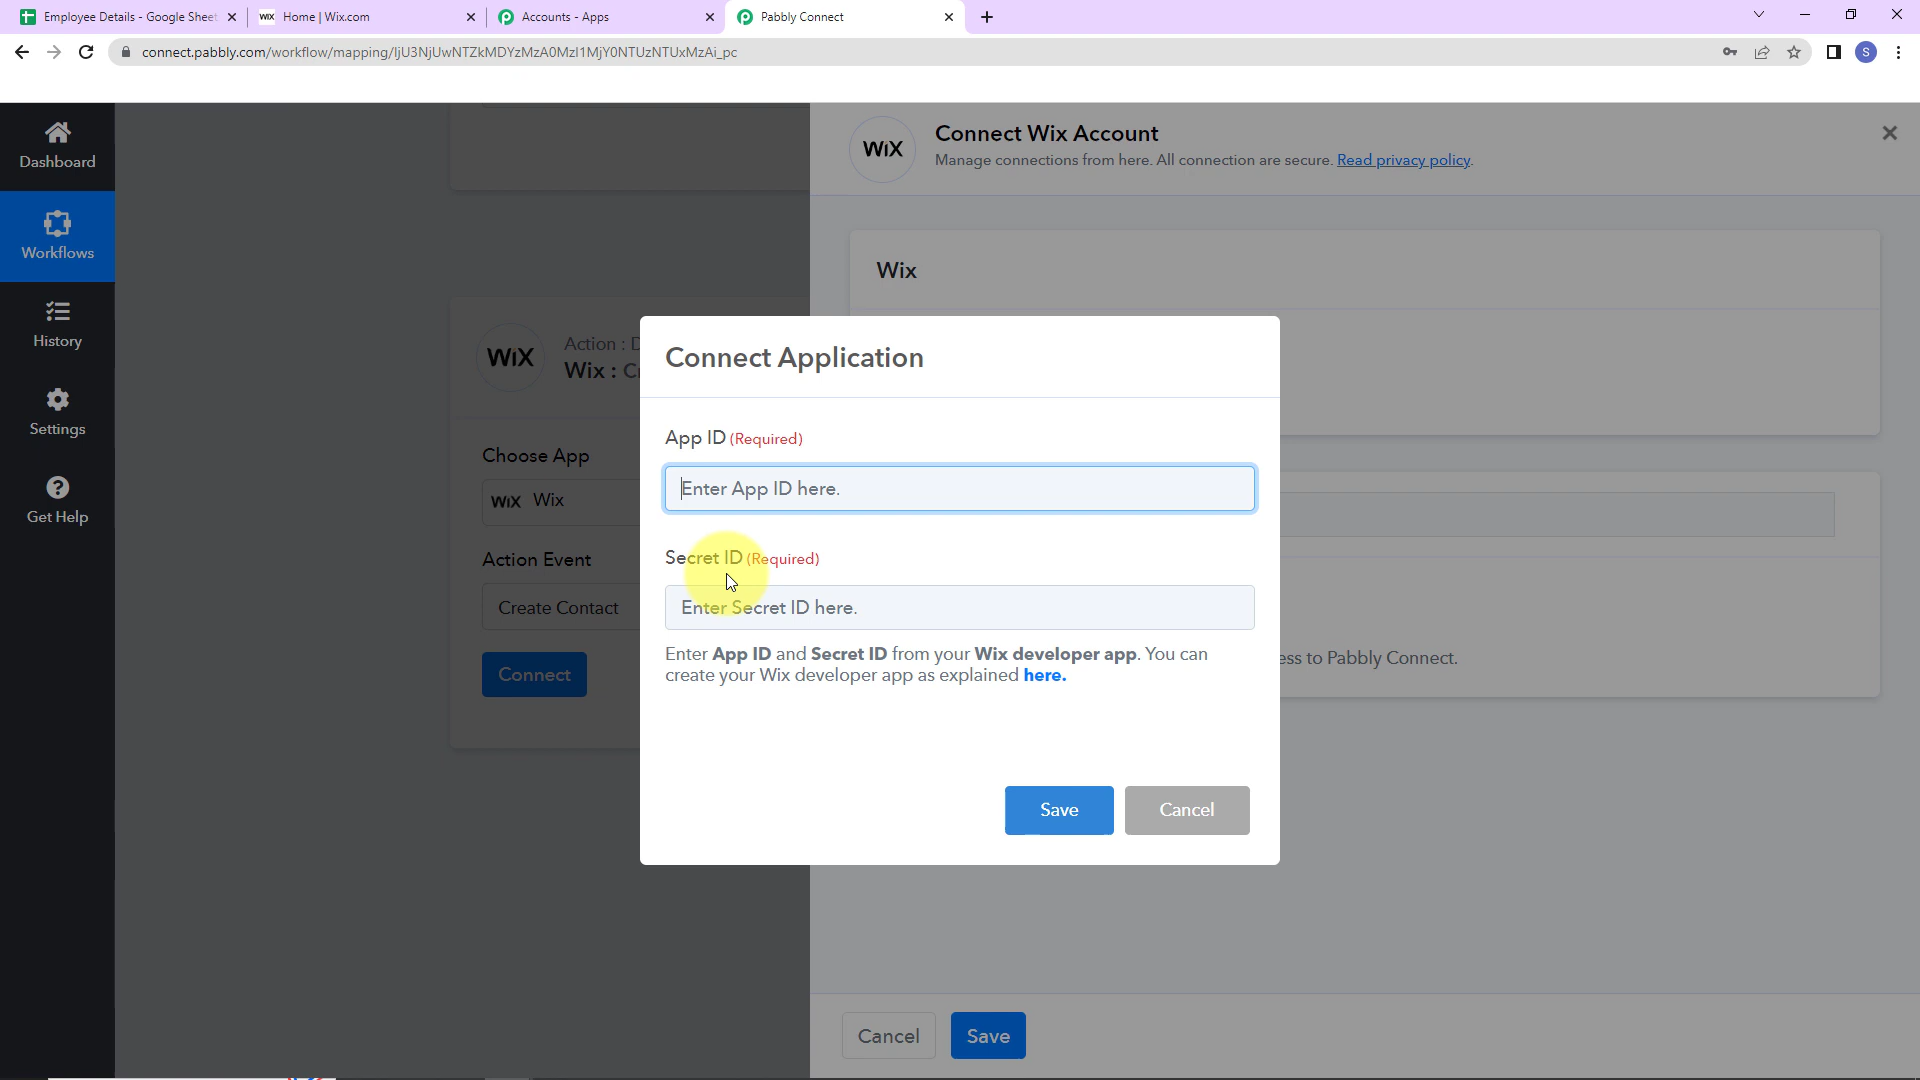 Employee Details - Google Sheet
WIX Home | Wix.com
Accounts - Apps
Pabbly Connect
connect.pabbly.com/workflow/mapping/IjU3NjUwNTZkMDYzMzA0MzI1MjY0NTUzNTUxMzAi_pc
S
Dashboard
Workflows
History
Settings
Get Help
WIX
Connect Wix Account
Manage connections from here. All connection are secure. Read privacy policy.
Wix
WIX
Action : D
Wix : Cr
Choose App
WIX Wix
Action Event
Create Contact
Connect
Connect Application
App ID (Required)
Enter App ID here.
Secret ID (Required)
Enter Secret ID here.
Enter App ID and Secret ID from your Wix developer app. You can
create your Wix developer app as explained here.
Save
Cancel
ess to Pabbly Connect.
Cancel
Save